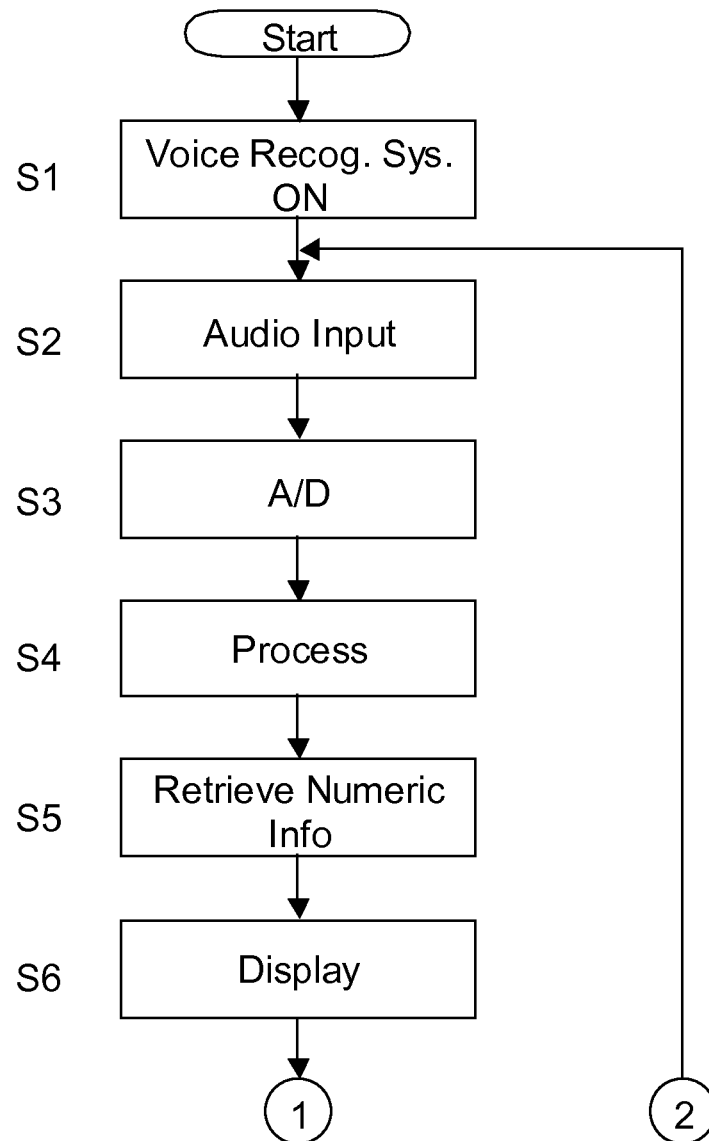 Start
S1
Voice Recog. Sys.
ON
S2
Audio Input
S3
A/D
S4
Process
S5
Retrieve Numeric
Info
S6
Display
1
2